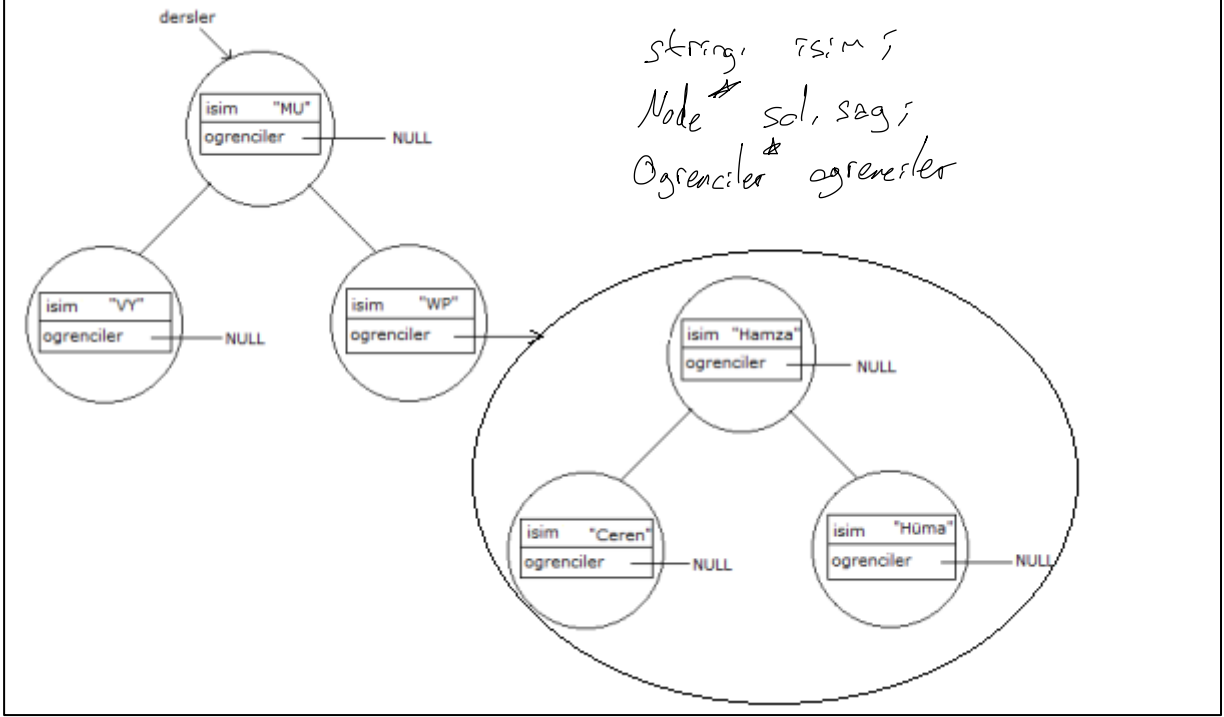 dersler
isim "MU"
ogrenciler NULL
isim "VY"
ogrenciler NULL
isim "WP"
ogrenciler
string isim;
Node* sol, sag;
Ogrenciler* ogrenciler
isim "Hamza"
ogrenciler NULL
isim "Ceren"
ogrenciler NULL
isim "Hüma"
ogrenciler NULL